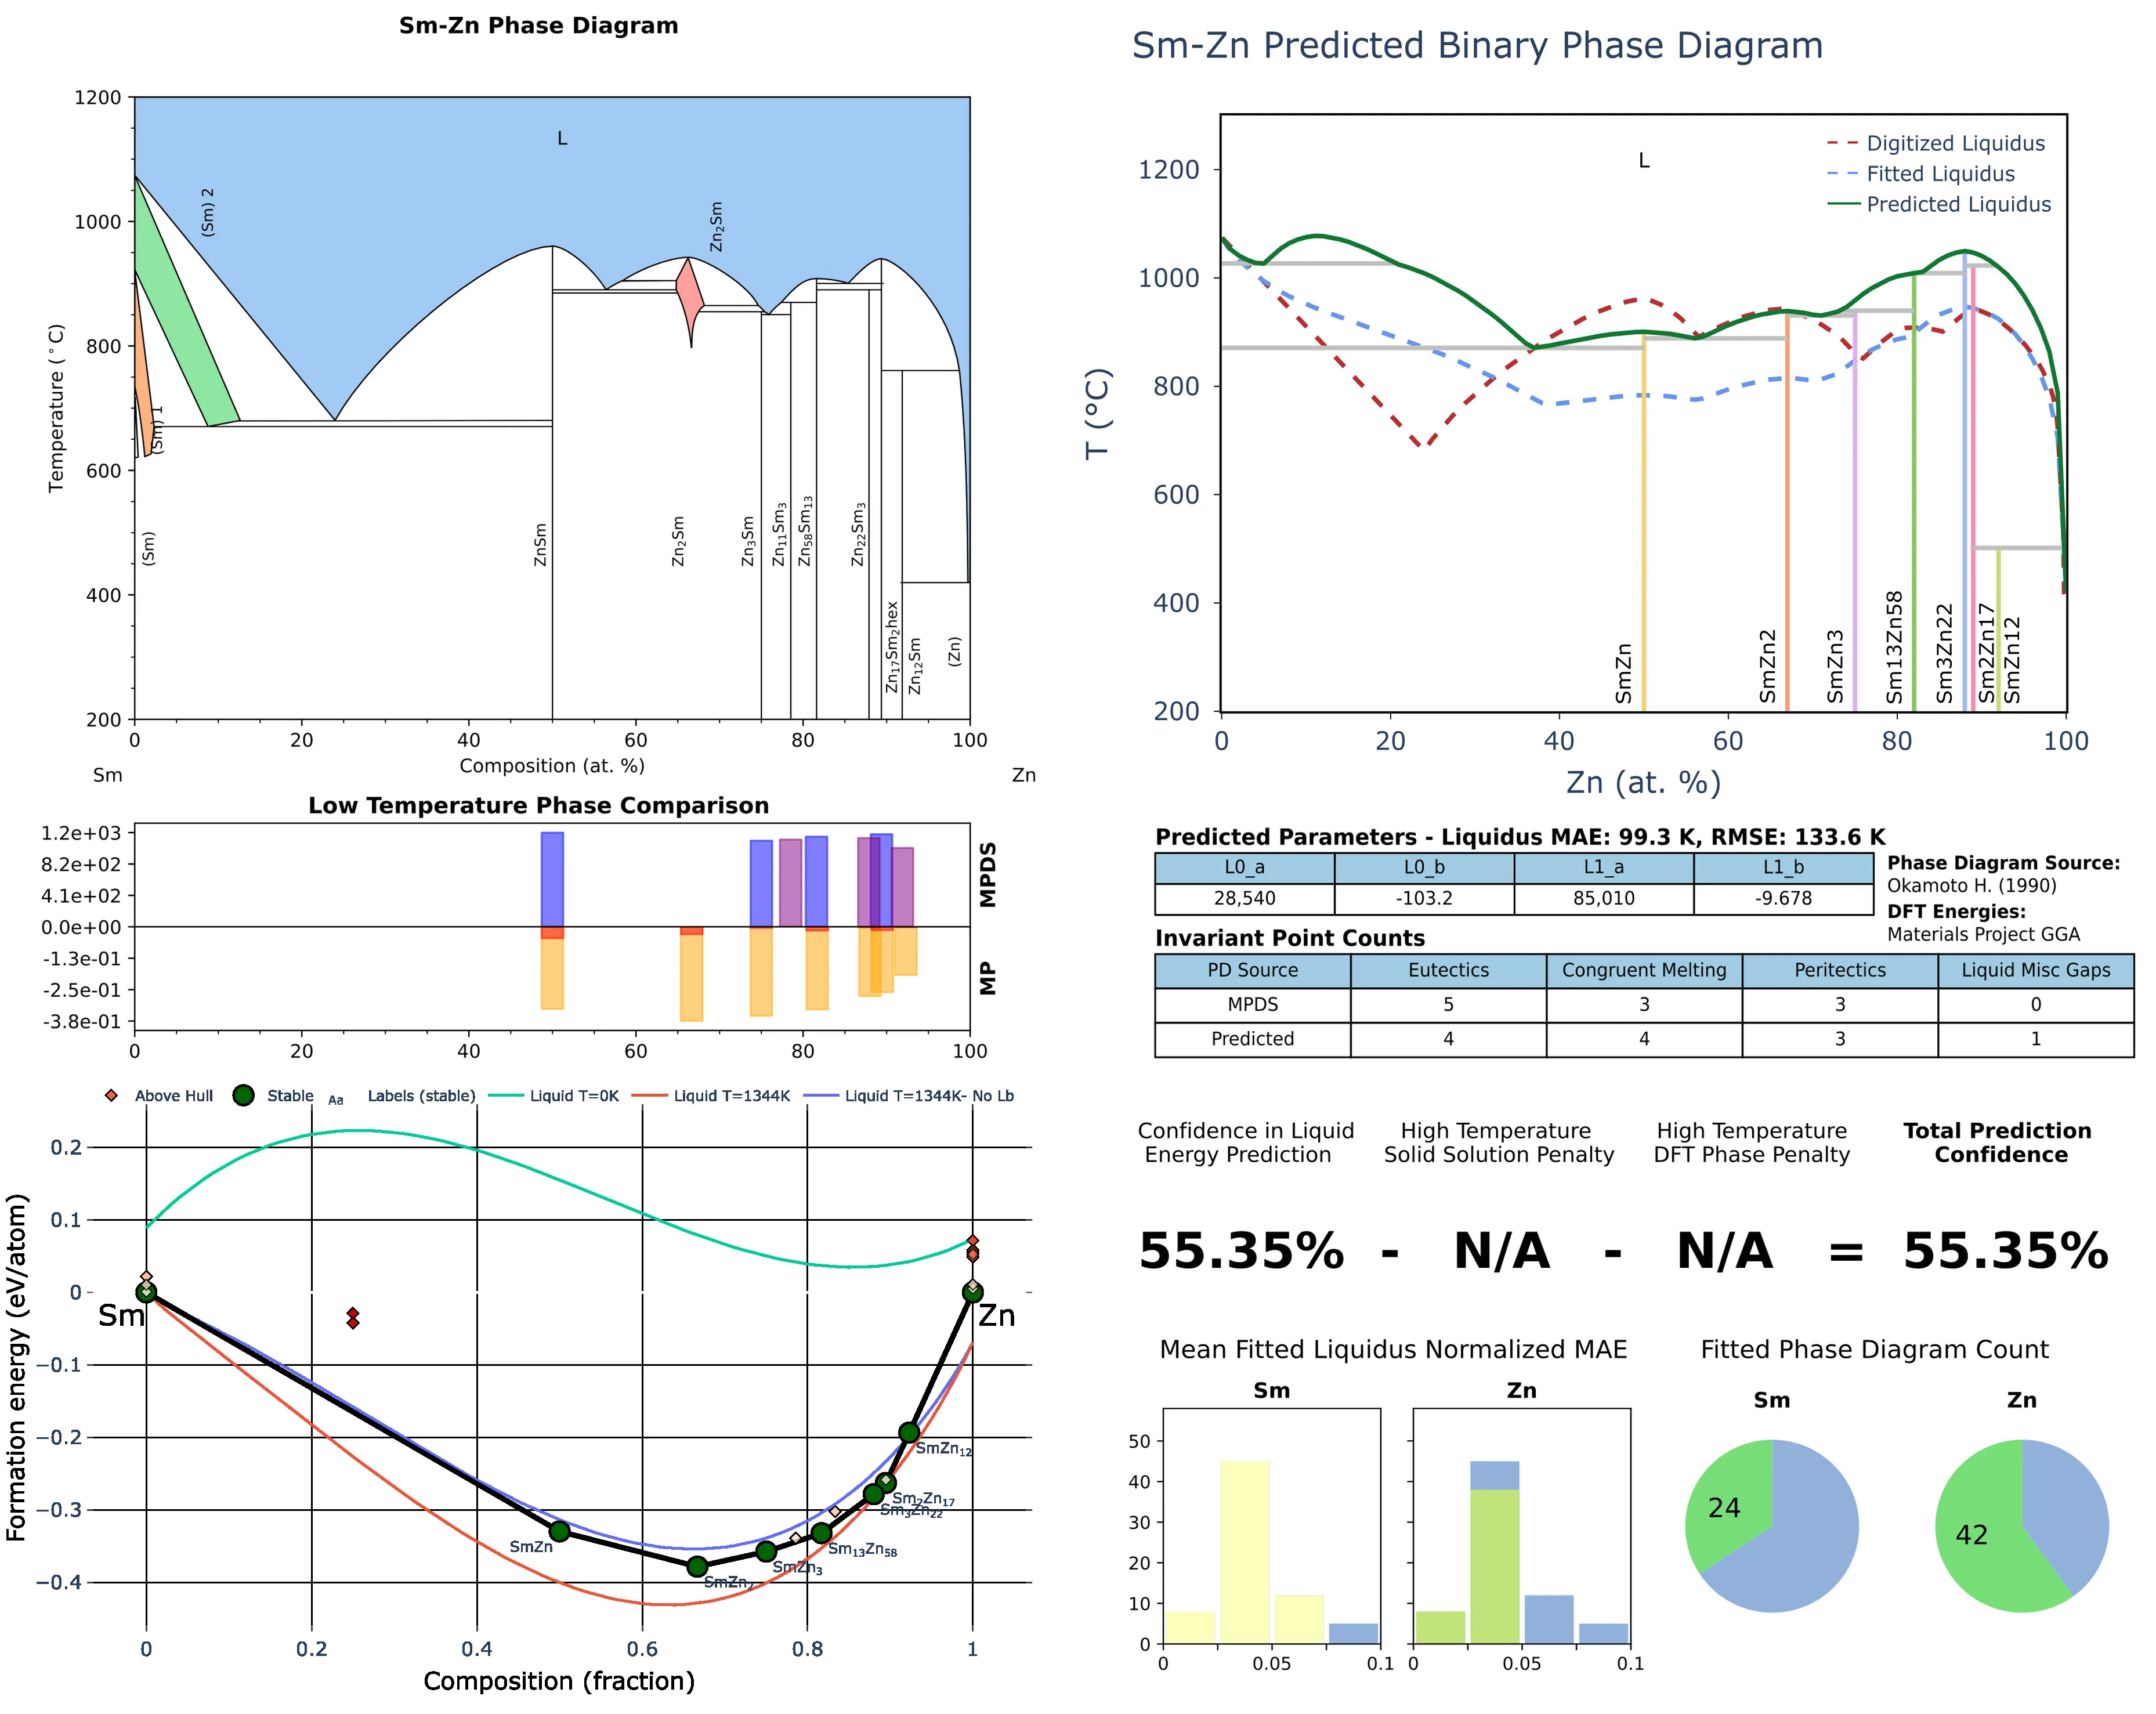 Sm-Zn Phase Diagram
1200
1000
800
600
400
200
Temperature (°C)
0
20
40
60
80
100
Composition (at. %)
Sm
Zn
L
(Sm) 2
(Sm) 1
(Sm)
Zn₂Sm
ZnSm
Zn₂Sm
Zn₃Sm
Zn₁₁Sm₃
Zn₅₈Sm₁₃
Zn₂₂Sm₃
Zn₁₇Sm₂hex
Zn₁₂Sm
(Zn)
Sm-Zn Predicted Binary Phase Diagram
L
Digitized Liquidus
Fitted Liquidus
Predicted Liquidus
1200
1000
800
600
400
200
T (°C)
SmZn
SmZn2
SmZn3
Sm13Zn58
Sm3Zn22
Sm2Zn17
SmZn12
0
20
40
60
80
100
Zn (at. %)
Low Temperature Phase Comparison
1.2e+03
8.2e+02
4.1e+02
0.0e+00
-1.3e-01
-2.5e-01
-3.8e-01
MPDS
MP
0
20
40
60
80
100
Predicted Parameters - Liquidus MAE: 99.3 K, RMSE: 133.6 K
L0_a L0_b L1_a L1_b
28,540 -103.2 85,010 -9.678
Phase Diagram Source:
Okamoto H. (1990)
DFT Energies:
Materials Project GGA
Invariant Point Counts
PD Source Eutectics Congruent Melting Peritectics Liquid Misc Gaps
MPDS 5 3 3 0
Predicted 4 4 3 1
Above Hull Stable Aa Labels (stable) Liquid T=0K Liquid T=1344K Liquid T=1344K- No Lb
0.2
0.1
0
−0.1
−0.2
−0.3
−0.4
Formation energy (eV/atom)
Sm
Zn
SmZn
SmZn₂
SmZn₃
Sm₁₃Zn₅₈
Sm₃Zn₂₂
Sm₂Zn₁₇
SmZn₁₂
0
0.2
0.4
0.6
0.8
1
Composition (fraction)
Confidence in Liquid
Energy Prediction
High Temperature
Solid Solution Penalty
High Temperature
DFT Phase Penalty
Total Prediction
Confidence
55.35% - N/A - N/A = 55.35%
Mean Fitted Liquidus Normalized MAE
Sm
Zn
50
40
30
20
10
0
0
0.05
0.1
0
0.05
0.1
Fitted Phase Diagram Count
Sm
Zn
24
42